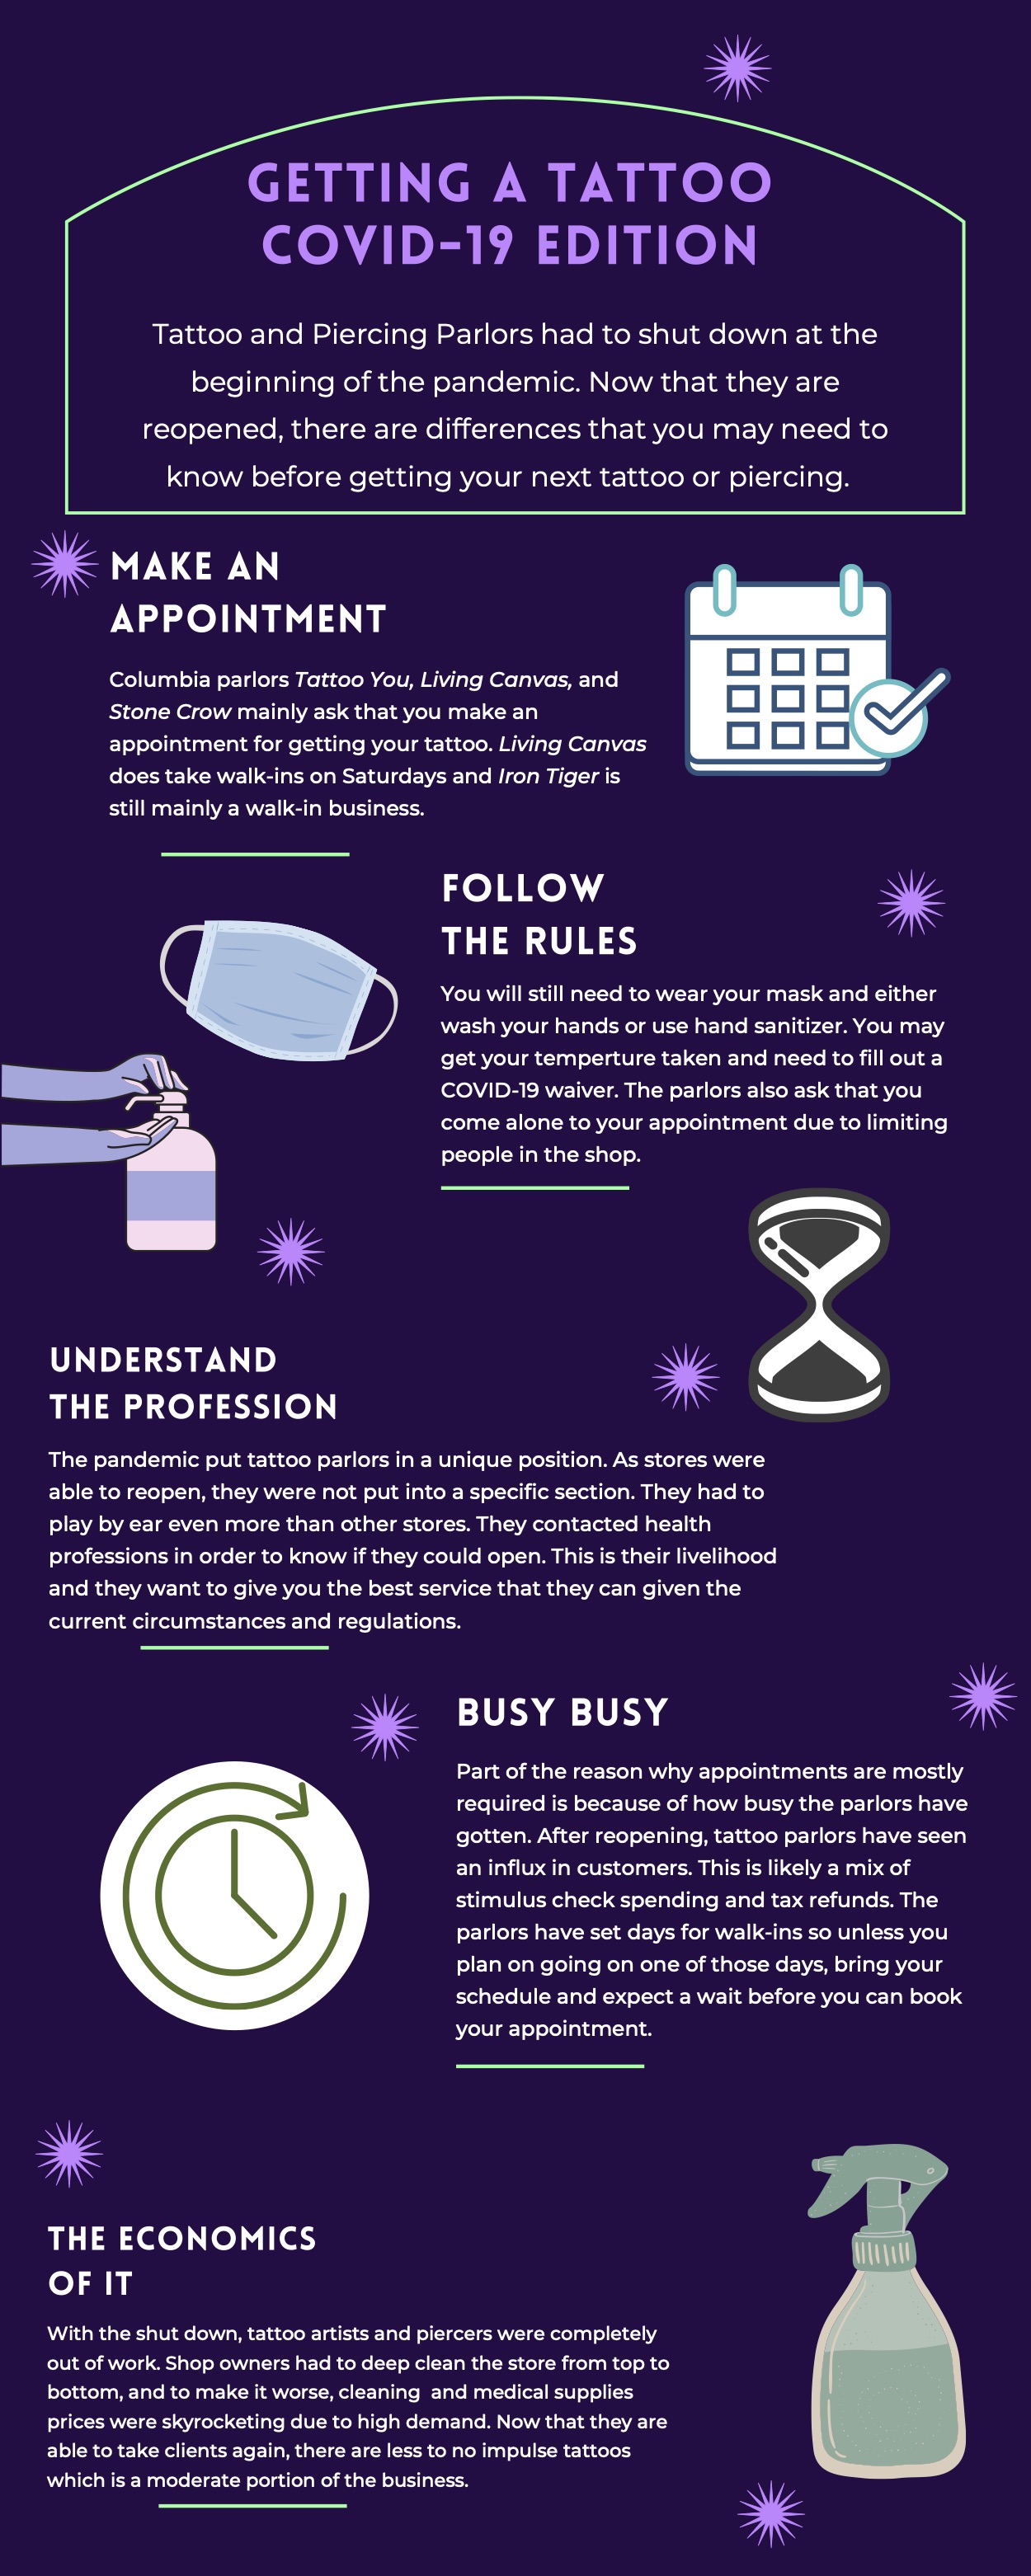 GETTING A TATTOO
COVID-19 EDITION
Tattoo and Piercing Parlors had to shut down at the
beginning of the pandemic. Now that they are
reopened, there are differences that you may need to
know before getting your next tattoo or piercing.
MAKE AN
APPOINTMENT
Columbia parlors Tattoo You, Living Canvas, and
Stone Crow mainly ask that you make an
appointment for getting your tattoo. Living Canvas
does take walk-ins on Saturdays and Iron Tiger is
still mainly a walk-in business.
FOLLOW
THE RULES
You will still need to wear your mask and either
wash your hands or use hand sanitizer. You may
get your temperture taken and need to fill out a
COVID-19 waiver. The parlors also ask that you
come alone to your appointment due to limiting
people in the shop.
UNDERSTAND
THE PROFESSION
The pandemic put tattoo parlors in a unique position. As stores were
able to reopen, they were not put into a specific section. They had to
play by ear even more than other stores. They contacted health
professions in order to know if they could open. This is their livelihood
and they want to give you the best service that they can given the
current circumstances and regulations.
BUSY BUSY
Part of the reason why appointments are mostly
required is because of how busy the parlors have
gotten. After reopening, tattoo parlors have seen
an influx in customers. This is likely a mix of
stimulus check spending and tax refunds. The
parlors have set days for walk-ins so unless you
plan on going on one of those days, bring your
schedule and expect a wait before you can book
your appointment.
THE ECONOMICS
OF IT
With the shut down, tattoo artists and piercers were completely
out of work. Shop owners had to deep clean the store from top to
bottom, and to make it worse, cleaning  and medical supplies
prices were skyrocketing due to high demand. Now that they are
able to take clients again, there are less to no impulse tattoos
which is a moderate portion of the business.